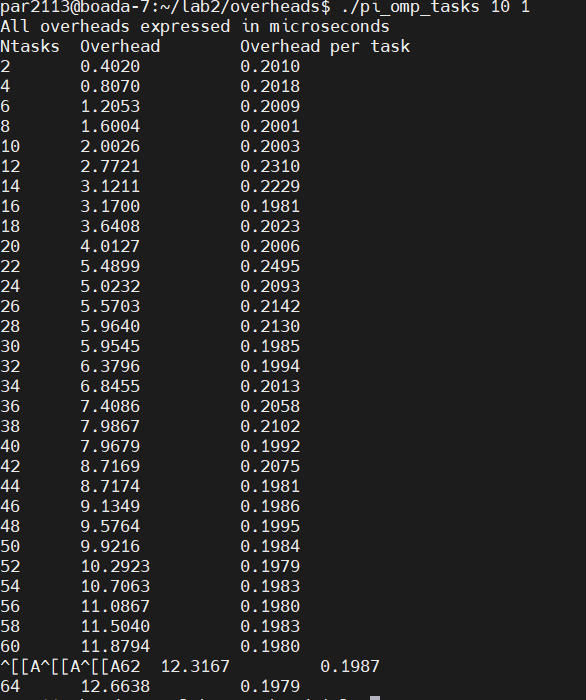 par2113@boada-7:~/lab2/overheads$ ./pi_omp_tasks 10 1
All overheads expressed in microseconds
Ntasks Overhead Overhead per task
2 0.4020 0.2010
4 0.8070 0.2018
6 1.2053 0.2009
8 1.6004 0.2001
10 2.0026 0.2003
12 2.7721 0.2310
14 3.1211 0.2229
16 3.1700 0.1981
18 3.6408 0.2023
20 4.0127 0.2006
22 5.4899 0.2495
24 5.0232 0.2093
26 5.5703 0.2142
28 5.9640 0.2130
30 5.9545 0.1985
32 6.3796 0.1994
34 6.8455 0.2013
36 7.4086 0.2058
38 7.9867 0.2102
40 7.9679 0.1992
42 8.7169 0.2075
44 8.7174 0.1981
46 9.1349 0.1986
48 9.5764 0.1995
50 9.9216 0.1984
52 10.2923 0.1979
54 10.7063 0.1983
56 11.0867 0.1980
58 11.5040 0.1983
60 11.8794 0.1980
^[[A^[[A^[[A62 12.3167 0.1987
64 12.6638 0.1979